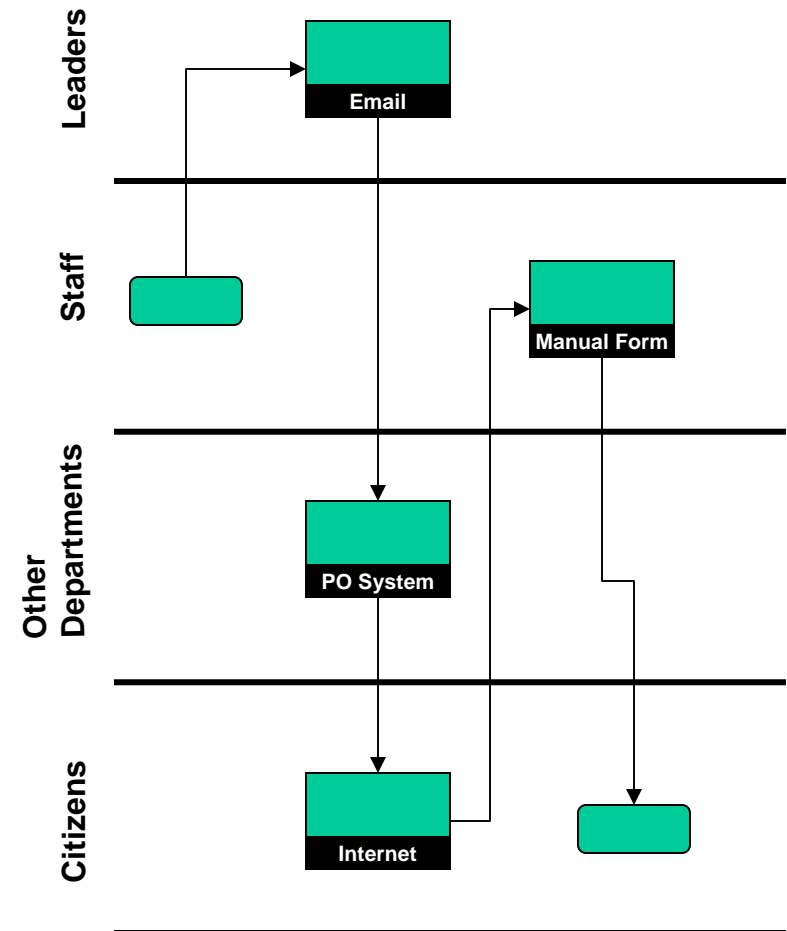 Leaders
Email
Staff
Manual Form
Other
Departments
PO System
Citizens
Internet